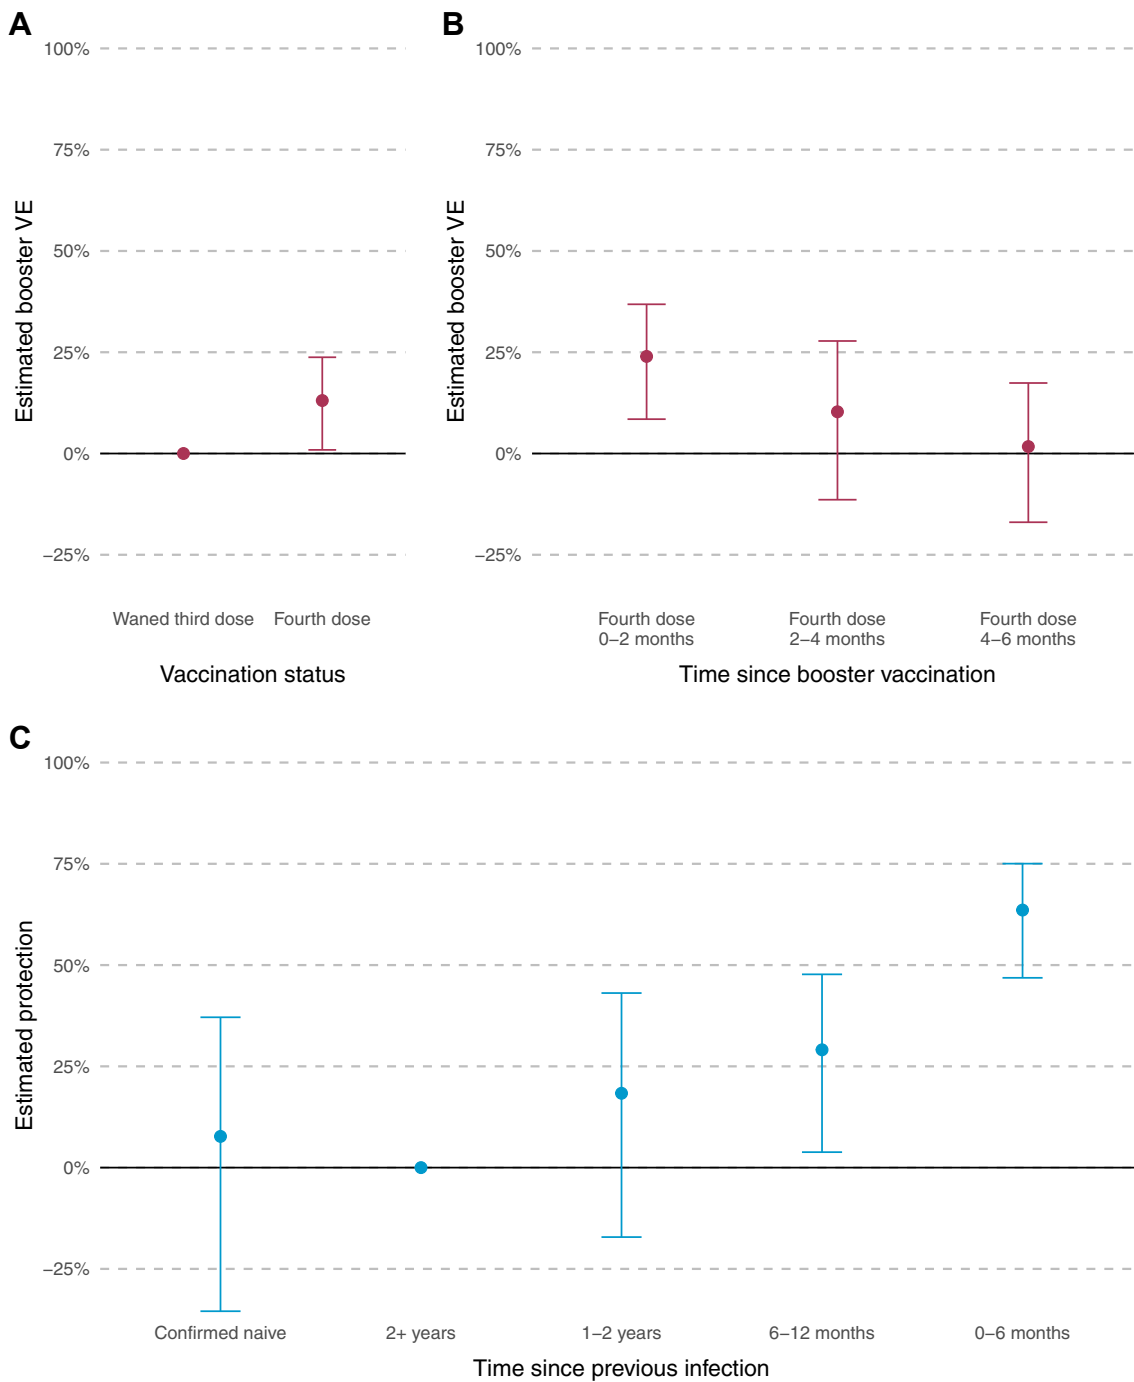 A
100%
75%
50%
25%
0%
−25%
Estimated booster VE
Waned third dose
Fourth dose
Vaccination status
B
100%
75%
50%
25%
0%
−25%
Estimated booster VE
Fourth dose
0−2 months
Fourth dose
2−4 months
Fourth dose
4−6 months
Time since booster vaccination
C
100%
75%
50%
25%
0%
−25%
Estimated protection
Confirmed naive
2+ years
1−2 years
6−12 months
0−6 months
Time since previous infection